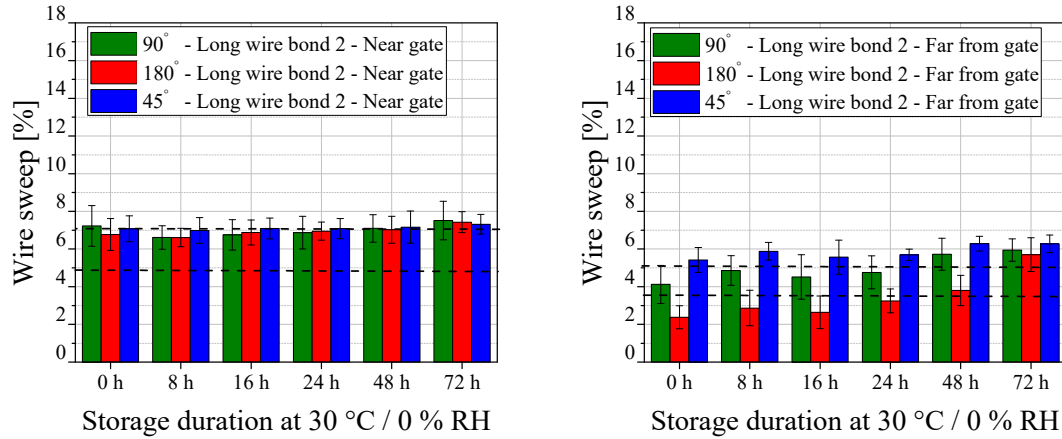 18
16
14
12
10
8
6
4
2
0
Wire sweep [%]
90° - Long wire bond 2 - Near gate
180° - Long wire bond 2 - Near gate
45° - Long wire bond 2 - Near gate
0 h 8 h 16 h 24 h 48 h 72 h
Storage duration at 30 °C / 0 % RH
18
16
14
12
10
8
6
4
2
0
Wire sweep [%]
90° - Long wire bond 2 - Far from gate
180° - Long wire bond 2 - Far from gate
45° - Long wire bond 2 - Far from gate
0 h 8 h 16 h 24 h 48 h 72 h
Storage duration at 30 °C / 0 % RH